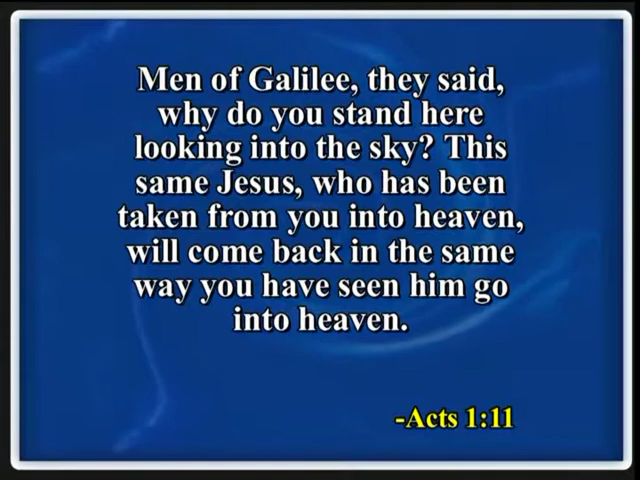 Men of Galilee, they said,
why do you stand here
looking into the sky? This
same Jesus, who has been
taken from you into heaven,
will come back in the same
way you have seen him go
into heaven.
-Acts 1:11